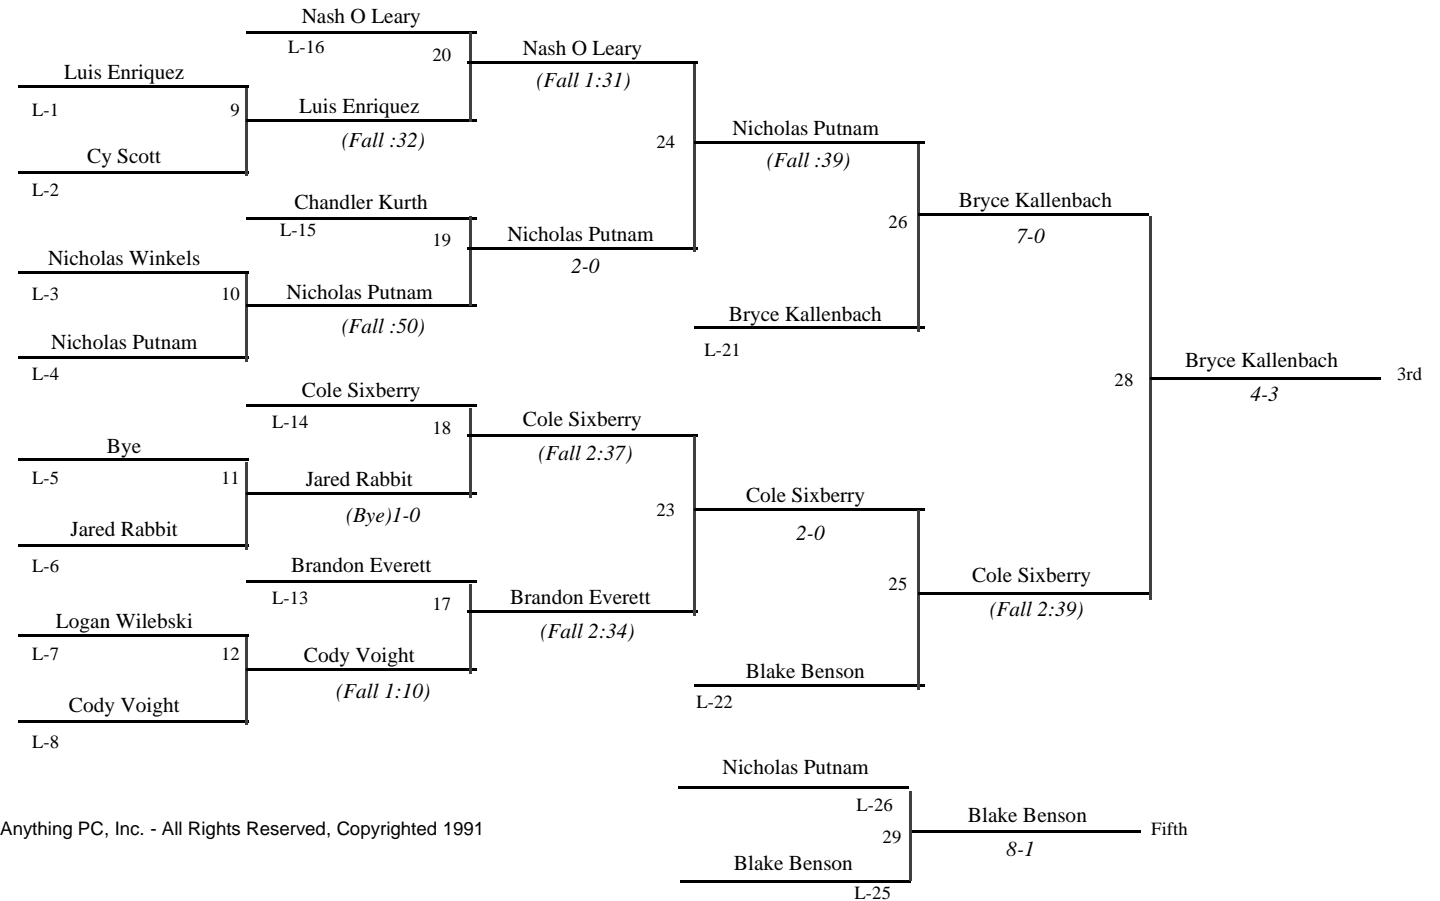 Nash O Leary
L-16
20
Nash O Leary
(Fall 1:31)
Luis Enriquez
L-1
9
Luis Enriquez
(Fall :32)
Cy Scott
L-2
24
Nicholas Putnam
(Fall :39)
Chandler Kurth
L-15
19
Nicholas Putnam
2-0
Nicholas Winkels
L-3
10
Nicholas Putnam
(Fall :50)
Nicholas Putnam
L-4
26
Bryce Kallenbach
7-0
Bryce Kallenbach
L-21
28
Bryce Kallenbach
4-3
3rd
Cole Sixberry
L-14
18
Cole Sixberry
(Fall 2:37)
Bye
L-5
11
Jared Rabbit
(Bye)1-0
Jared Rabbit
L-6
23
Cole Sixberry
2-0
Brandon Everett
L-13
17
Brandon Everett
(Fall 2:34)
Logan Wilebski
L-7
12
Cody Voight
(Fall 1:10)
Cody Voight
L-8
25
Cole Sixberry
(Fall 2:39)
Blake Benson
L-22
Nicholas Putnam
L-26
29
Blake Benson
8-1
Fifth
Blake Benson
L-25
Anything PC, Inc. - All Rights Reserved, Copyrighted 1991